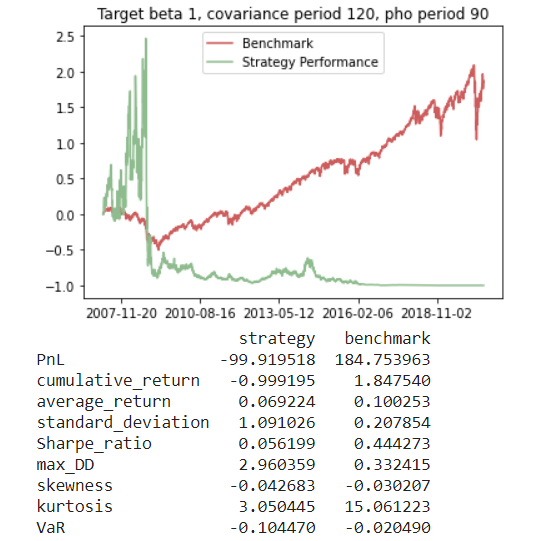 Target beta 1, covariance period 120, pho period 90
Benchmark
Strategy Performance
2.5
2.0
1.5
1.0
0.5
0.0
−0.5
−1.0
2007-11-20 2010-08-16 2013-05-12 2016-02-06 2018-11-02
strategy benchmark
PnL -99.919518 184.753963
cumulative_return -0.999195 1.847540
average_return 0.069224 0.100253
standard_deviation 1.091026 0.207854
Sharpe_ratio 0.056199 0.444273
max_DD 2.960359 0.332415
skewness -0.042683 -0.030207
kurtosis 3.050445 15.061223
VaR -0.104470 -0.020490